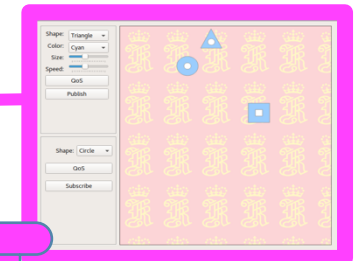 Shape: Triangle
Color: Cyan
Size:
Speed:
QoS
Publish
Shape: Circle
QoS
Subscribe